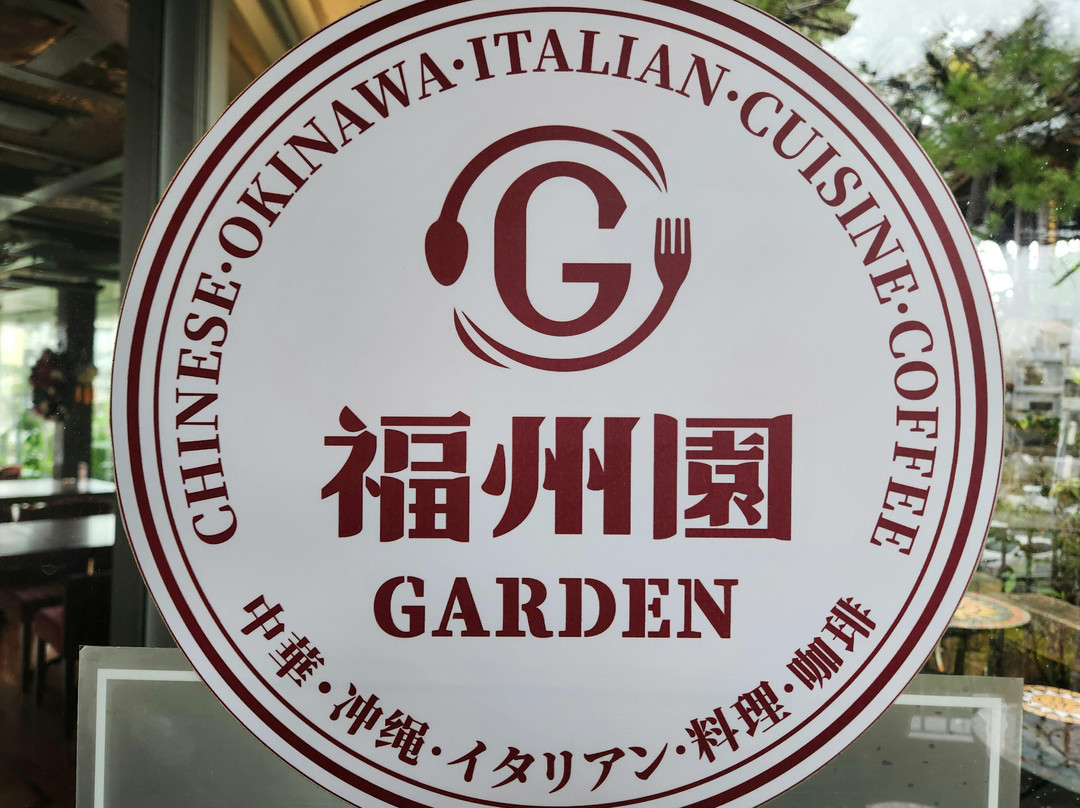 CHINESE·OKINAWA·ITALIAN·CUISINE·COFFEE
G
福州園
GARDEN
中華·冲绳·イタリアン·料理·咖琲